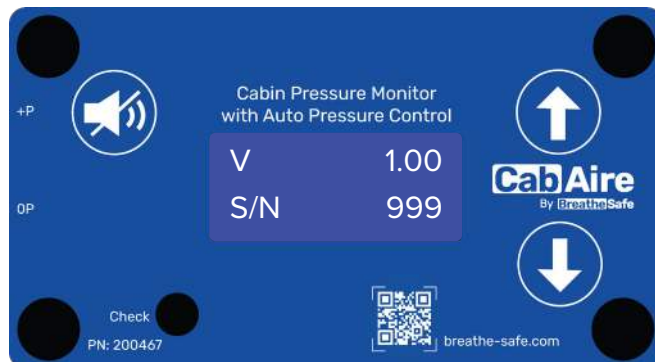 Cabin Pressure Monitor
with Auto Pressure Control
+P
V 1.00
S/N 999
CabAire
By BreatheSafe
0P
Check
PN: 200467
breathe-safe.com